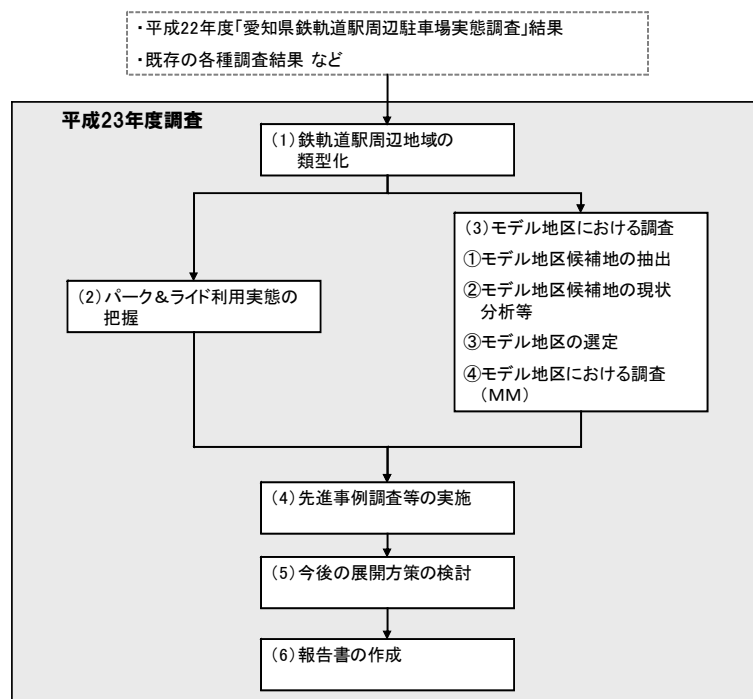 ・平成22年度「愛知県鉄軌道駅周辺駐車場実態調査」結果
・既存の各種調査結果 など
平成23年度調査
(1)鉄軌道駅周辺地域の
類型化
(2)パーク＆ライド利用実態の
把握
(3)モデル地区における調査
①モデル地区候補地の抽出
②モデル地区候補地の現状
分析等
③モデル地区の選定
④モデル地区における調査
(MM)
(4)先進事例調査等の実施
(5)今後の展開方策の検討
(6)報告書の作成